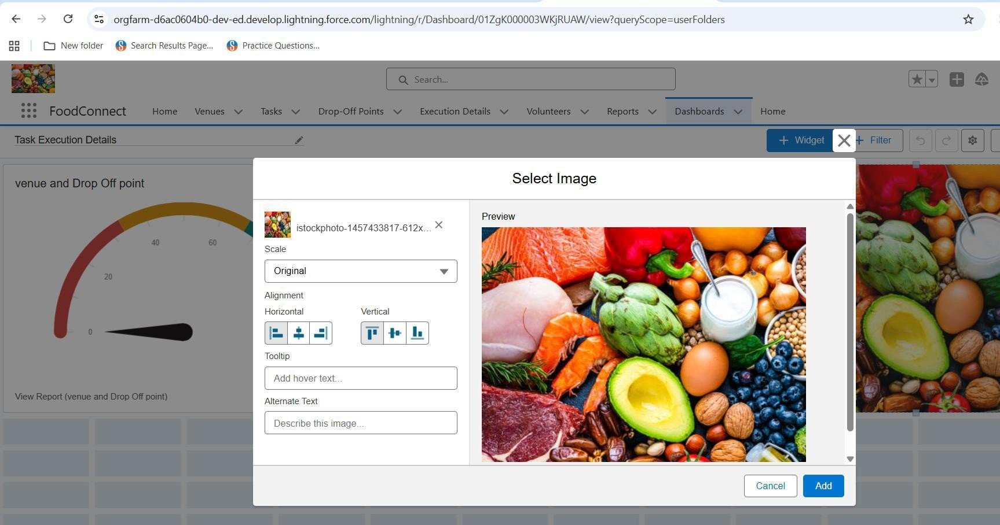 orgfarm-d6ac0604b0-dev-ed.develop.lightning.force.com/lightning/r/Dashboard/01ZgK000003WKjRUAW/view?queryScope=userFolders
New folder Search Results Page... Practice Questions...
Search...
FoodConnect Home Venues Tasks Drop-Off Points Execution Details Volunteers Reports Dashboards Home
Task Execution Details
+ Widget + Filter
venue and Drop Off point
0
20
40
60
View Report (venue and Drop Off point)
Select Image
istockphoto-1457433817-612x...
Scale
Original
Alignment
Horizontal Vertical
Tooltip
Add hover text...
Alternate Text
Describe this image...
Preview
Cancel Add